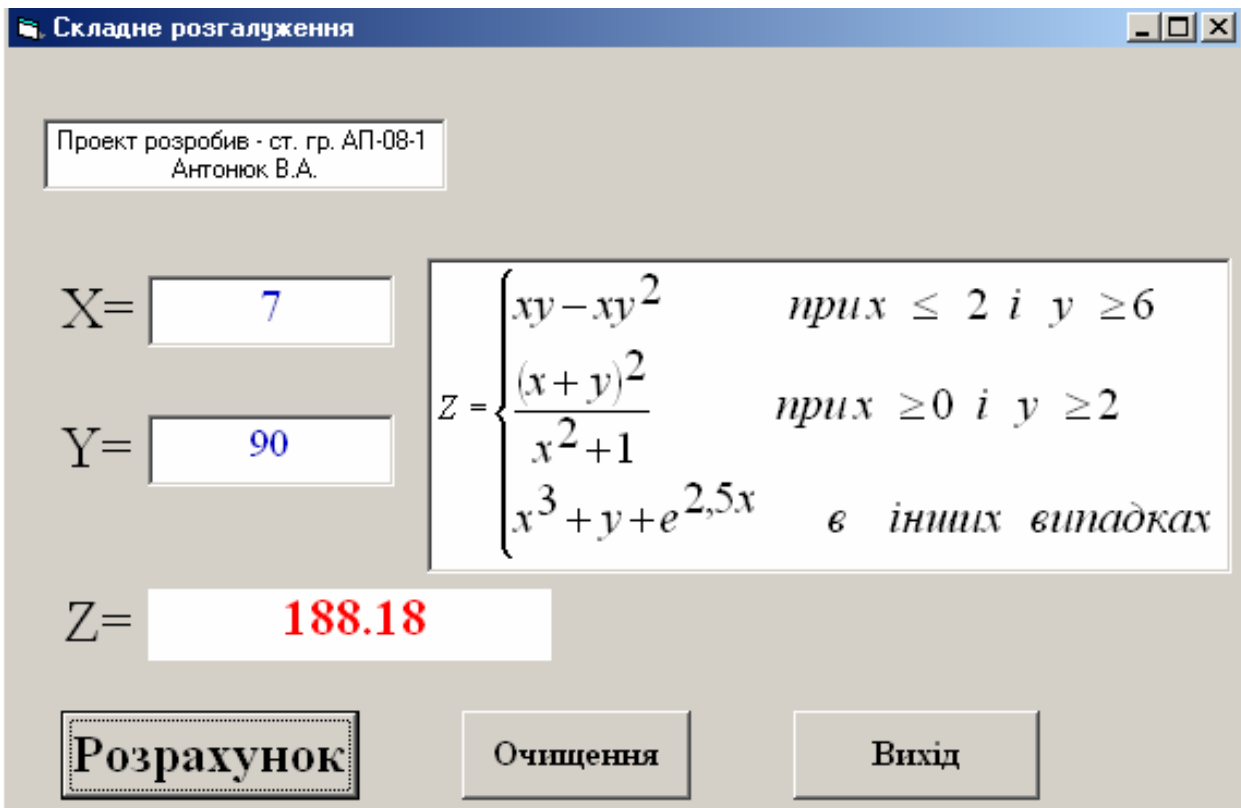 Складне розгалуження
Проект розробив - ст. гр. АП-08-1
Антонюк В.А.
X= 7
Y= 90
Z = { xy − xy² при x ≤ 2 і y ≥6
(x + y)² / x² +1 при x ≥0 і y ≥2
x³ + y + e^2,5x в інших випадках
Z= 188.18
Розрахунок Очищення Вихід